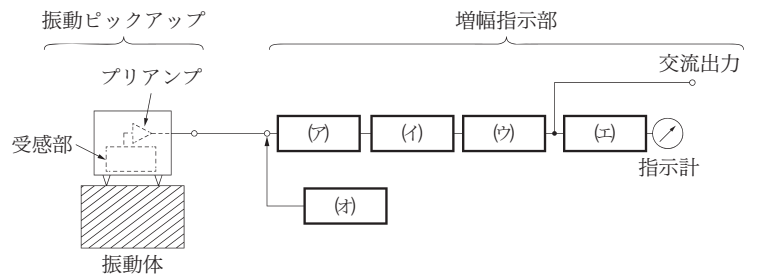 振動ピックアップ
増幅指示部
交流出力
プリアンプ
受感部
(ア)
(イ)
(ウ)
(エ)
指示計
(オ)
振動体